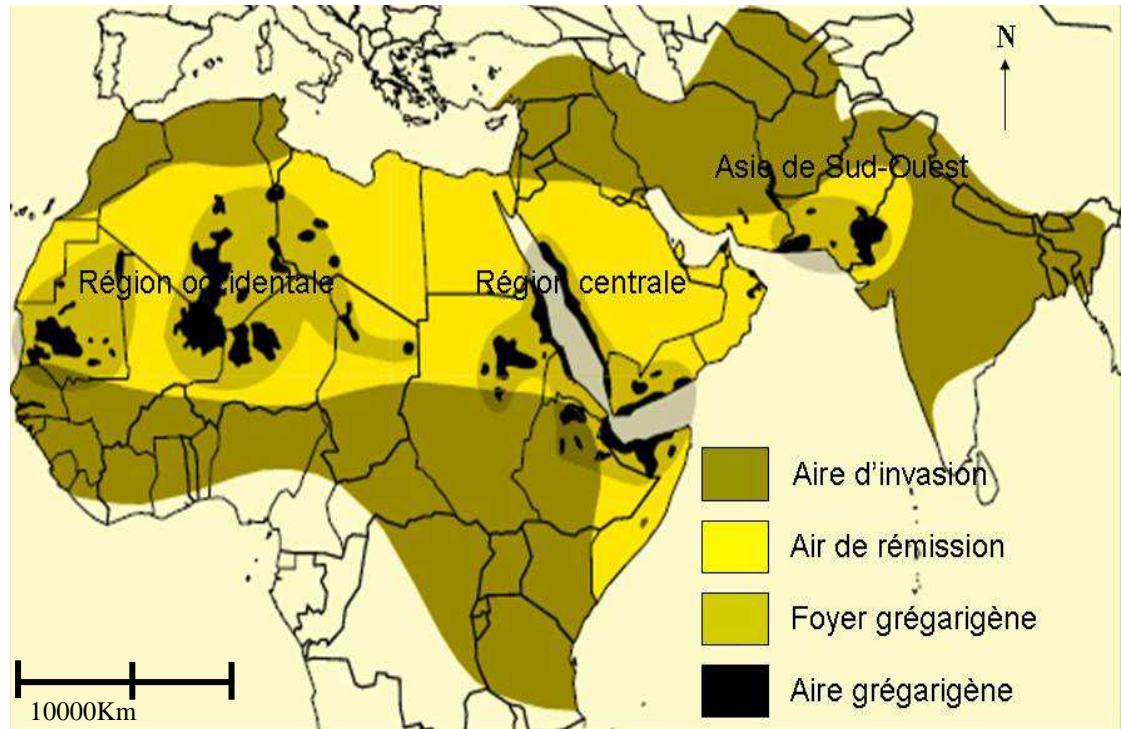 N
Asie de Sud-Ouest
Région occidentale
Région centrale
Aire d'invasion
Air de rémission
Foyer grégarigène
Aire grégarigène
10000Km